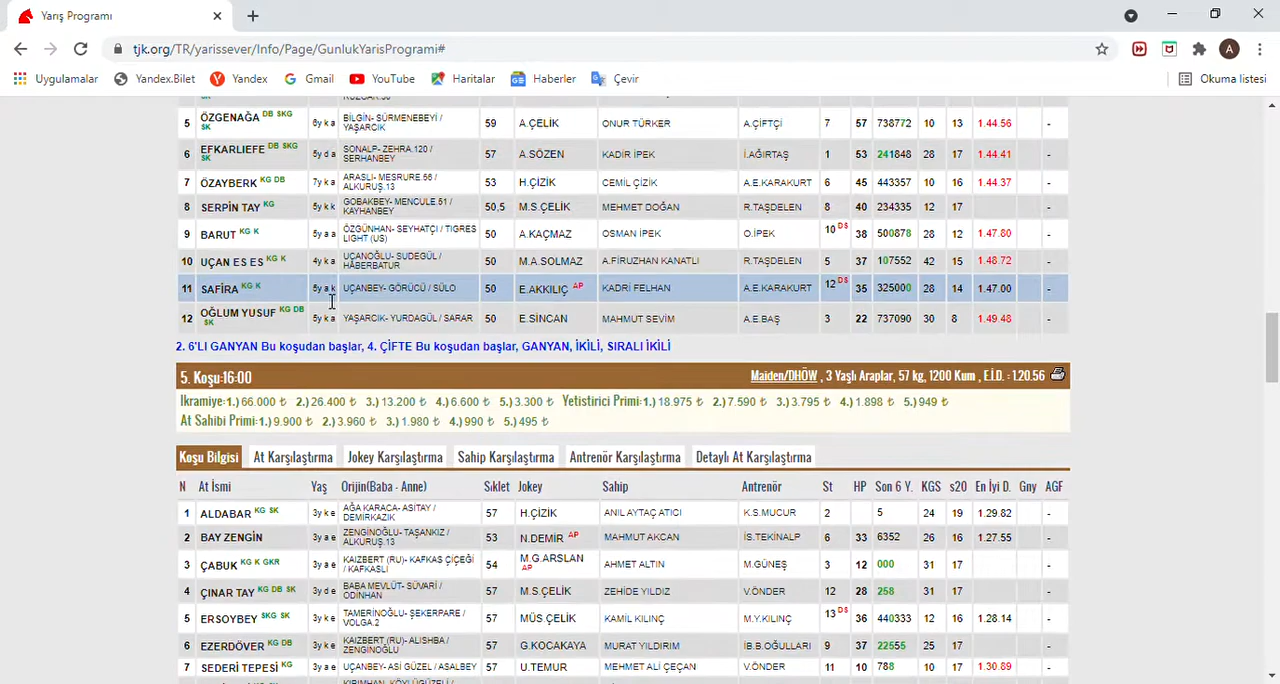 Yarış Programı
tjk.org/TR/yarissever/Info/Page/GunlukYarisProgrami#
A
Uygulamalar Yandex.Bilet Yandex Gmail YouTube Haritalar Haberler Çevir Okuma listesi
SK RÜZGAR.50
5 ÖZGENAĞA DB SKG SK 6y k a BİLGİN- SÜRMENEBEYİ / YAŞARCIK 59 A.ÇELİK ONUR TÜRKER A.ÇİFTÇİ 7 57 738772 10 13 1.44.56 -
6 EFKARLIEFE DB SKG SK 5y d a SONALP- ZEHRA.120 / SERHANBEY 57 A.SÖZEN KADİR İPEK İ.AĞIRTAŞ 1 53 241848 28 17 1.44.41 -
7 ÖZAYBERK KG DB 7y k a ARASLI- MESRURE.56 / ALKURUŞ.13 53 H.ÇİZİK CEMİL ÇİZİK A.E.KARAKURT 6 45 443357 10 16 1.44.37 -
8 SERPİN TAY KG 5y k k GOBAKBEY- MENCULE.51 / KAYHANBEY 50,5 M.S.ÇELİK MEHMET DOĞAN R.TAŞDELEN 8 40 234335 12 17 -
9 BARUT KG K 5y a a ÖZGÜNHAN- SEYHATÇI / TIGRES LIGHT (US) 50 A.KAÇMAZ OSMAN İPEK O.İPEK 10 DS 38 500878 28 12 1.47.80 -
10 UÇAN ES ES KG K 4y k a UÇANOĞLU- SUDEGÜL / HABERBATUR 50 M.A.SOLMAZ A.FİRUZHAN KANATLI R.TAŞDELEN 5 37 107552 42 15 1.48.72 -
11 SAFİRA KG K 6y a k UÇANBEY- GÖRÜCÜ / SÜLO 50 E.AKKILIÇ AP KADRİ FELHAN A.E.KARAKURT 12 DS 35 325000 28 14 1.47.00 -
12 OĞLUM YUSUF KG DB SK 5y k a YAŞARCIK- YURDAGÜL / SARAR 50 E.SİNCAN MAHMUT SEVİM A.E.BAŞ 3 22 737090 30 8 1.49.48 -
2. 6'LI GANYAN Bu koşudan başlar, 4. ÇİFTE Bu koşudan başlar, GANYAN, İKİLİ, SIRALI İKİLİ
5. Koşu:16:00 Maiden/DHÖW , 3 Yaşlı Araplar, 57 kg, 1200 Kum , E.İ.D. : 1.20.56
Ikramiye:1.) 66.000 ₺ 2.) 26.400 ₺ 3.) 13.200 ₺ 4.) 6.600 ₺ 5.) 3.300 ₺ Yetistirici Primi:1.) 18.975 ₺ 2.) 7.590 ₺ 3.) 3.795 ₺ 4.) 1.898 ₺ 5.) 949 ₺
At Sahibi Primi:1.) 9.900 ₺ 2.) 3.960 ₺ 3.) 1.980 ₺ 4.) 990 ₺ 5.) 495 ₺
Koşu Bilgisi At Karşılaştırma Jokey Karşılaştırma Sahip Karşılaştırma Antrenör Karşılaştırma Detaylı At Karşılaştırma
N At İsmi Yaş Orijin(Baba - Anne) Sıklet Jokey Sahip Antrenör St HP Son 6 Y. KGS s20 En İyi D. Gny AGF
1 ALDABAR KG SK 3y k e AĞA KARACA- ASİTAY / DEMİRKAZIK 57 H.ÇİZİK ANIL AYTAÇ ATICI K.S.MUCUR 2 5 24 19 1.29.82 -
2 BAY ZENGİN 3y a e ZENGİNOĞLU- TAŞANKIZ / ALKURUŞ.13 53 N.DEMİR AP MAHMUT AKCAN İS.TEKİNALP 6 33 6352 26 16 1.27.55 -
3 ÇABUK KG K GKR 3y a e KAIZBERT (RU)- KAFKAS ÇİÇEĞİ / KAFKASLI 54 M.G.ARSLAN AP AHMET ALTIN M.GÜNEŞ 3 12 000 31 17 -
4 ÇINAR TAY KG DB SK 3y d e BABA MEVLÜT- SÜVARİ / ODİNHAN 57 M.S.ÇELİK ZEHİDE YILDIZ V.ÖNDER 12 28 258 31 17 -
5 ERSOYBEY SKG SK 3y k e TAMERİNOĞLU- ŞEKERPARE / VOLGA.2 57 MÜS.ÇELİK KAMİL KILINÇ M.Y.KILINÇ 13 DS 36 440333 12 16 1.28.14 -
6 EZERDÖVER KG DB 3y k e KAIZBERT (RU)- ALISHBA / ZENGİNOĞLU 57 G.KOCAKAYA MURAT YILDIRIM İB.B.OĞULLARI 9 37 22555 17 17 -
7 SEDERİ TEPESİ KG 3y a e UÇANBEY- ASİ GÜZEL / ASALBEY 57 U.TEMUR MEHMET ALİ ÇEÇAN V.ÖNDER 11 10 788 10 17 1.30.89 -